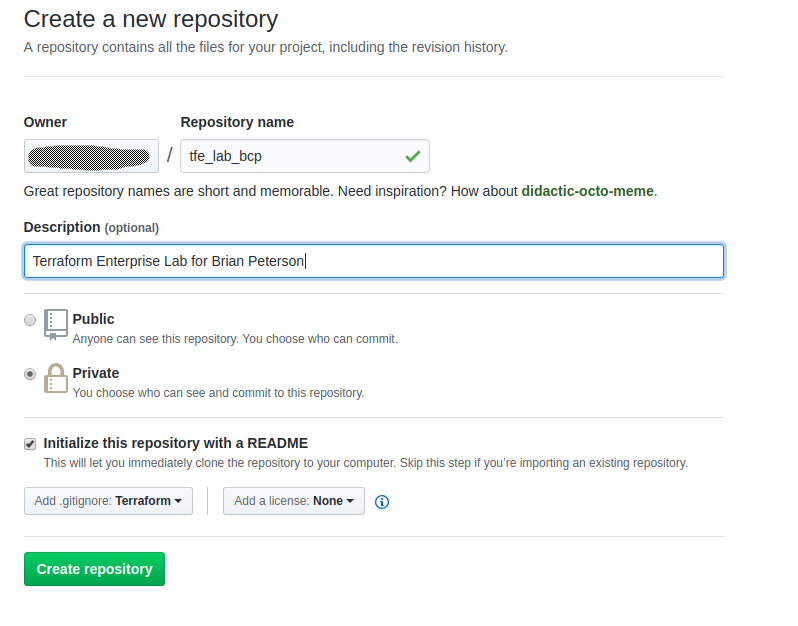 Create a new repository
A repository contains all the files for your project, including the revision history.
Owner
Repository name
/
tfe_lab_bcp
Great repository names are short and memorable. Need inspiration? How about didactic-octo-meme.
Description (optional)
Terraform Enterprise Lab for Brian Peterson
Public
Anyone can see this repository. You choose who can commit.
Private
You choose who can see and commit to this repository.
Initialize this repository with a README
This will let you immediately clone the repository to your computer. Skip this step if you’re importing an existing repository.
Add .gitignore: Terraform
Add a license: None
Create repository